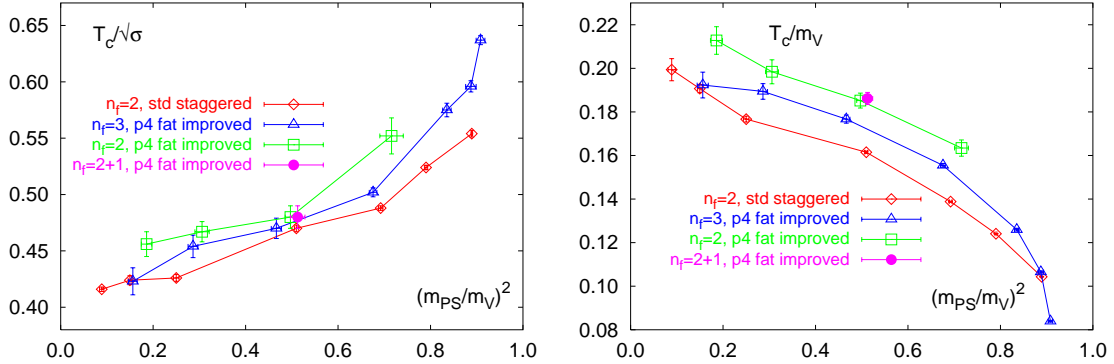 0.65
0.60
0.55
0.50
0.45
0.40
0.0 0.2 0.4 0.6 0.8 1.0
T_c/√σ
n_f=2, std staggered
n_f=3, p4 fat improved
n_f=2, p4 fat improved
n_f=2+1, p4 fat improved
(m_PS/m_V)^2
0.22
0.20
0.18
0.16
0.14
0.12
0.10
0.08
0.0 0.2 0.4 0.6 0.8 1.0
T_c/m_V
n_f=2, std staggered
n_f=3, p4 fat improved
n_f=2, p4 fat improved
n_f=2+1, p4 fat improved
(m_PS/m_V)^2